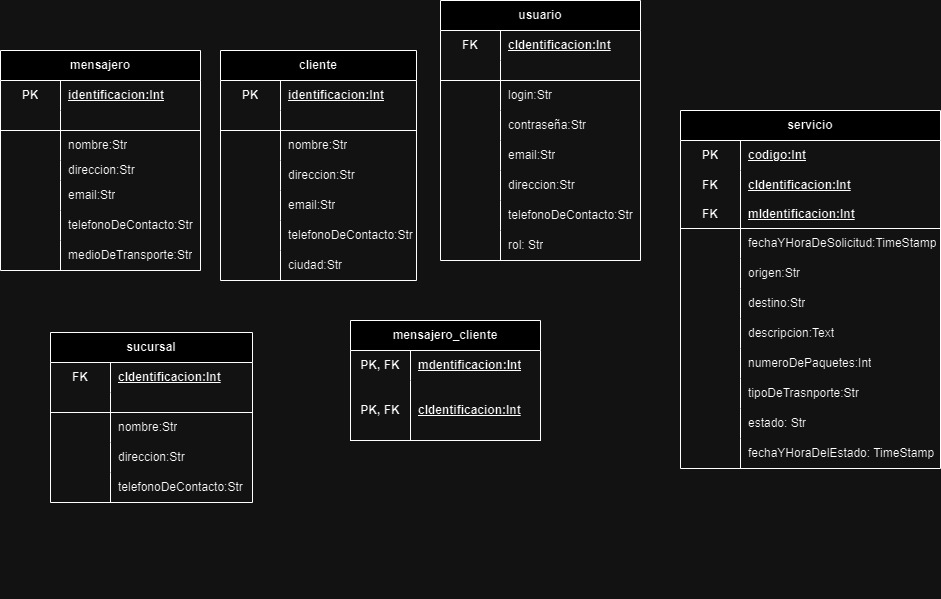 mensajero
PK identificacion:Int
nombre:Str
direccion:Str
email:Str
telefonoDeContacto:Str
medioDeTransporte:Str
cliente
PK identificacion:Int
nombre:Str
direccion:Str
email:Str
telefonoDeContacto:Str
ciudad:Str
usuario
FK cIdentificacion:Int
login:Str
contraseña:Str
email:Str
direccion:Str
telefonoDeContacto:Str
rol: Str
servicio
PK codigo:Int
FK cIdentificacion:Int
FK mIdentificacion:Int
fechaYHoraDeSolicitud:TimeStamp
origen:Str
destino:Str
descripcion:Text
numeroDePaquetes:Int
tipoDeTrasnporte:Str
estado: Str
fechaYHoraDelEstado: TimeStamp
sucursal
FK cIdentificacion:Int
nombre:Str
direccion:Str
telefonoDeContacto:Str
mensajero_cliente
PK, FK mdentificacion:Int
PK, FK cIdentificacion:Int